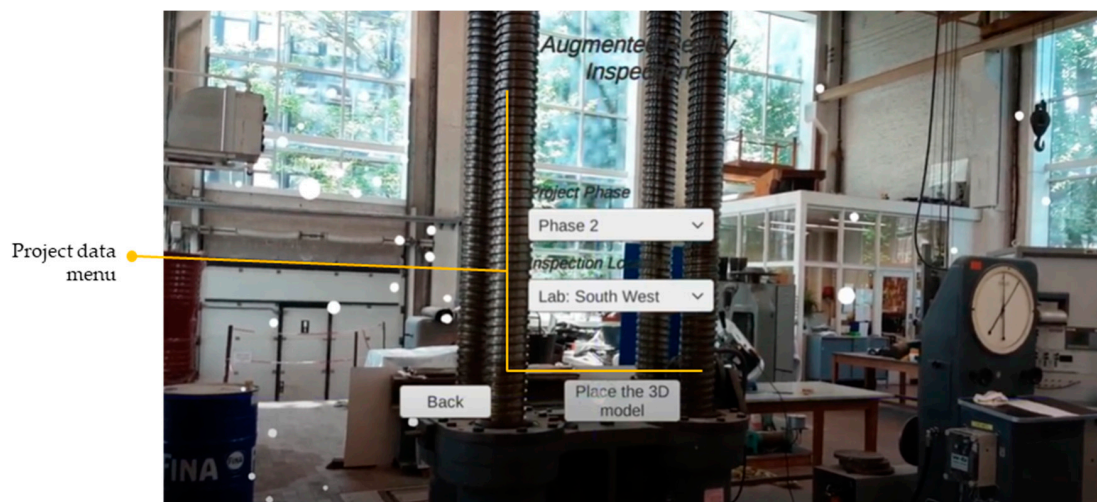 Augmented Reality
Inspection
Project Phase
Phase 2
Inspection Lo
Lab: South West
Project data
menu
Back
Place the 3D
model
FINA